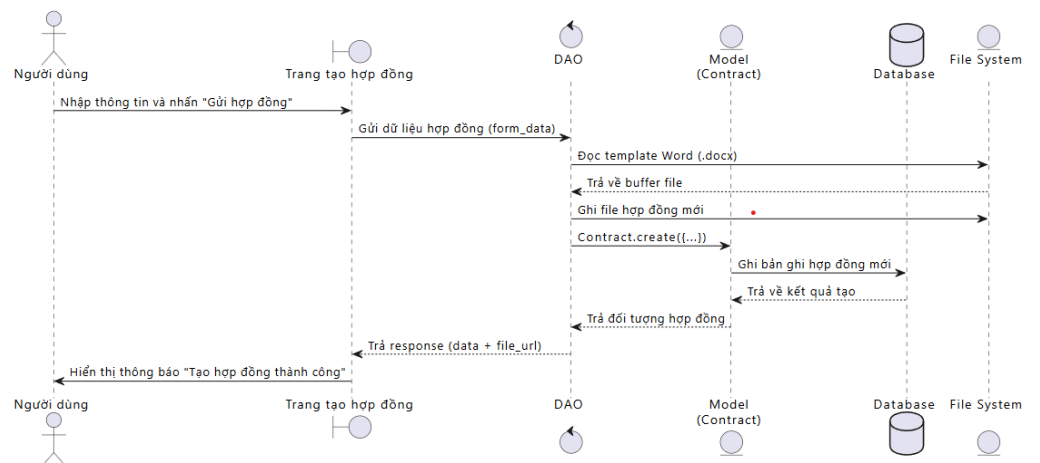 Người dùng
Trang tạo hợp đồng
DAO
Model
(Contract)
Database
File System
Nhập thông tin và nhấn "Gửi hợp đồng"
Gửi dữ liệu hợp đồng (form_data)
Đọc template Word (.docx)
Trả về buffer file
Ghi file hợp đồng mới
Contract.create({...})
Ghi bản ghi hợp đồng mới
Trả về kết quả tạo
Trả đối tượng hợp đồng
Trả response (data + file_url)
Hiển thị thông báo "Tạo hợp đồng thành công"
Người dùng
Trang tạo hợp đồng
DAO
Model
(Contract)
Database
File System